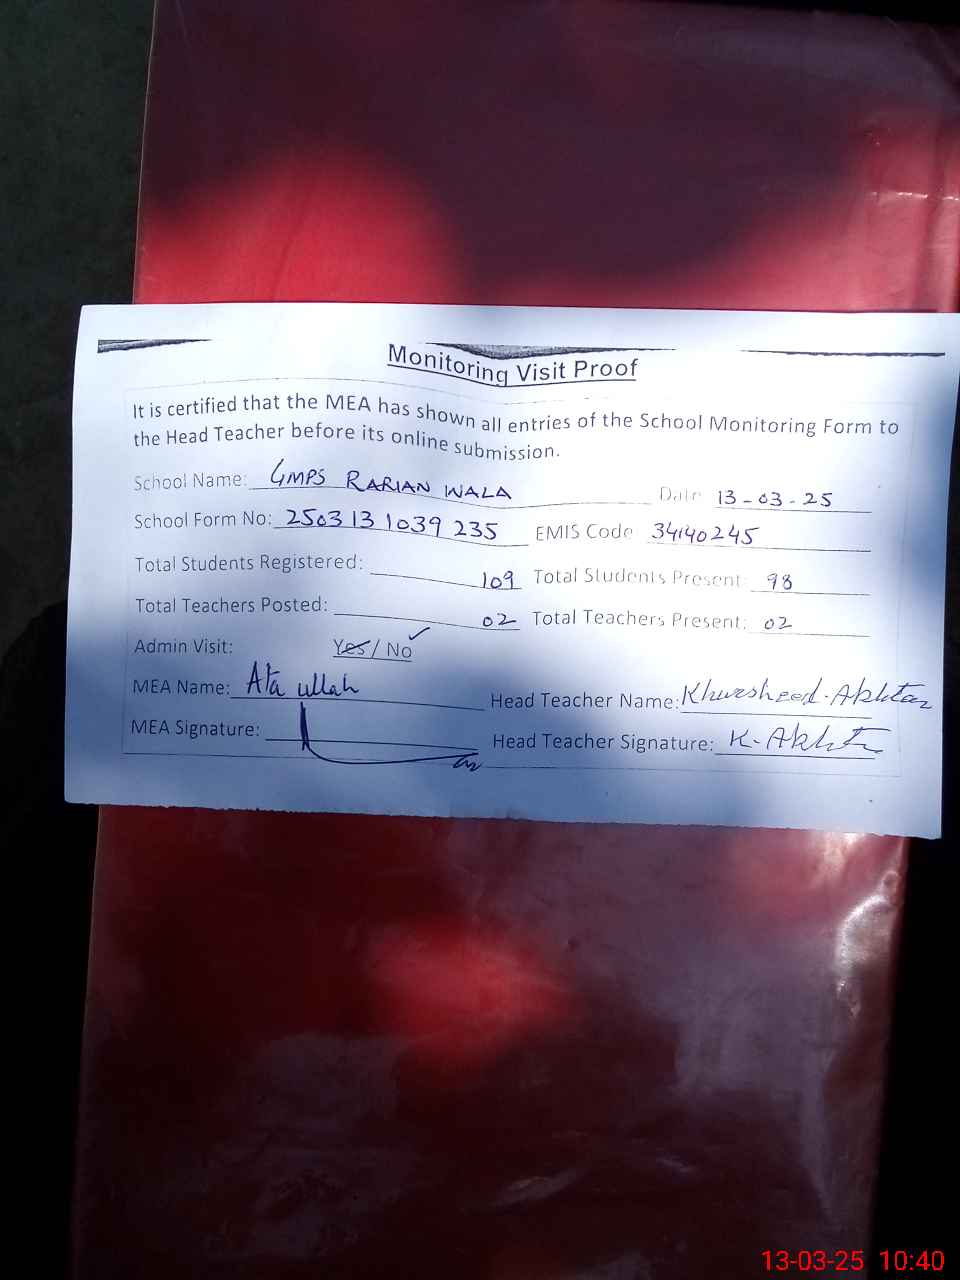 Monitoring Visit Proof
It is certified that the MEA has shown all entries of the School Monitoring Form to
the Head Teacher before its online submission.
School Name: GMPS RARIAN WALA Date 13-03-25
School Form No: 2503131039235 EMIS Code 34140245
Total Students Registered: 109 Total Students Present: 98
Total Teachers Posted: 02 Total Teachers Present: 02
Admin Visit: Yes / No ✓
MEA Name: Ata ullah Head Teacher Name: Khursheed. Akhtar
MEA Signature: Head Teacher Signature: K. Akhtar
13-03-25 10:40